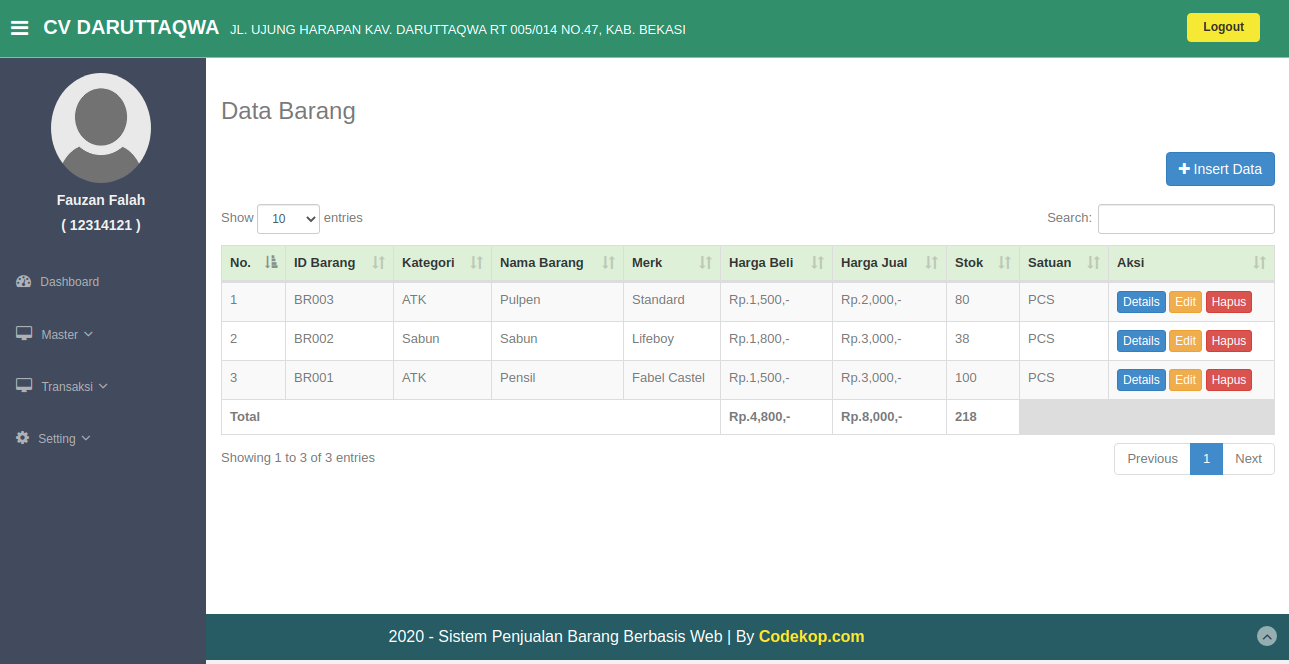 CV DARUTTAQWA JL. UJUNG HARAPAN KAV. DARUTTAQWA RT 005/014 NO.47, KAB. BEKASI Logout
Fauzan Falah
( 12314121 )
Dashboard
Master
Transaksi
Setting
Data Barang
Insert Data
Show 10 entries Search:
No. ID Barang Kategori Nama Barang Merk Harga Beli Harga Jual Stok Satuan Aksi
1 BR003 ATK Pulpen Standard Rp.1,500,- Rp.2,000,- 80 PCS Details Edit Hapus
2 BR002 Sabun Sabun Lifeboy Rp.1,800,- Rp.3,000,- 38 PCS Details Edit Hapus
3 BR001 ATK Pensil Fabel Castel Rp.1,500,- Rp.3,000,- 100 PCS Details Edit Hapus
Total Rp.4,800,- Rp.8,000,- 218
Showing 1 to 3 of 3 entries Previous 1 Next
2020 - Sistem Penjualan Barang Berbasis Web | By Codekop.com